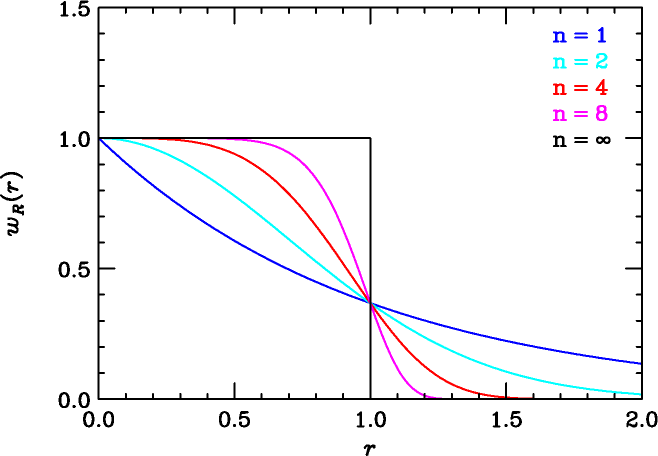 1.5
n = 1
n = 2
n = 4
n = 8
n = ∞
1.0
w_R(r)
0.5
0.0
0.0 0.5 1.0 1.5 2.0
r